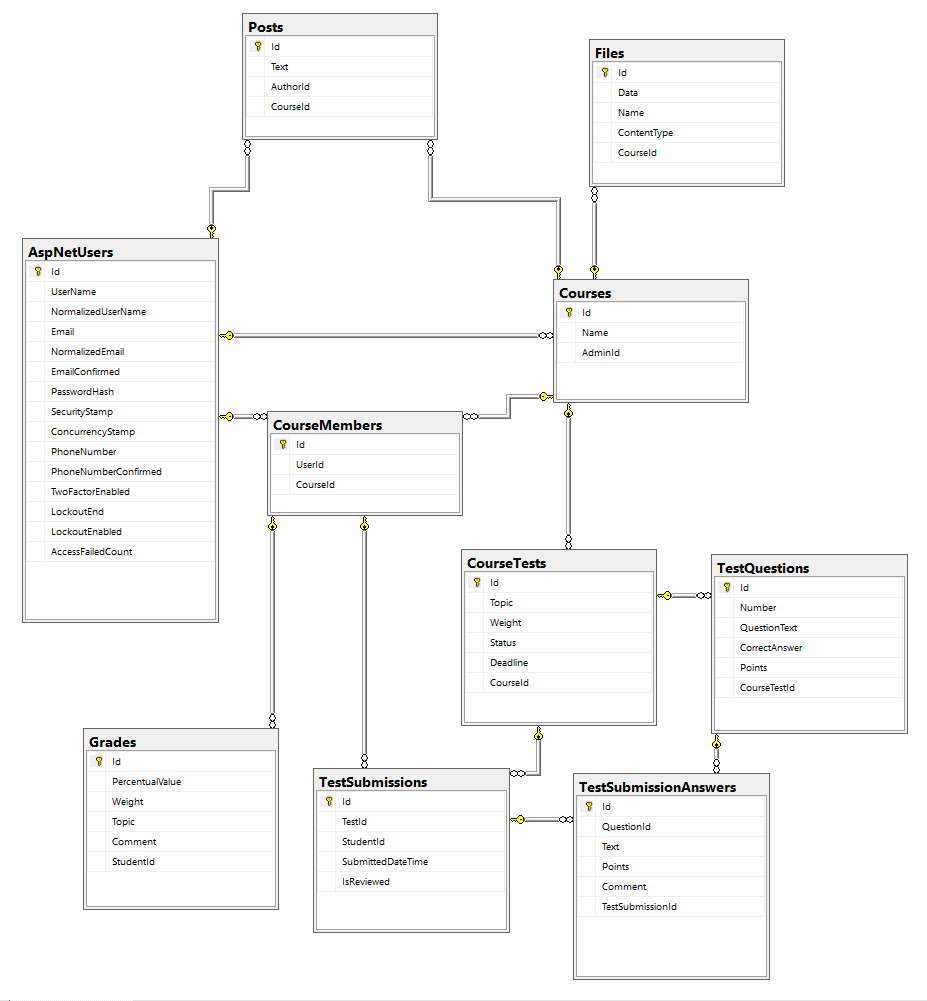 Posts
Id
Text
AuthorId
CourseId
Files
Id
Data
Name
ContentType
CourseId
AspNetUsers
Id
UserName
NormalizedUserName
Email
NormalizedEmail
EmailConfirmed
PasswordHash
SecurityStamp
ConcurrencyStamp
PhoneNumber
PhoneNumberConfirmed
TwoFactorEnabled
LockoutEnd
LockoutEnabled
AccessFailedCount
Courses
Id
Name
AdminId
CourseMembers
Id
UserId
CourseId
CourseTests
Id
Topic
Weight
Status
Deadline
CourseId
TestQuestions
Id
Number
QuestionText
CorrectAnswer
Points
CourseTestId
Grades
Id
PercentualValue
Weight
Topic
Comment
StudentId
TestSubmissions
Id
TestId
StudentId
SubmittedDateTime
IsReviewed
TestSubmissionAnswers
Id
QuestionId
Text
Points
Comment
TestSubmissionId